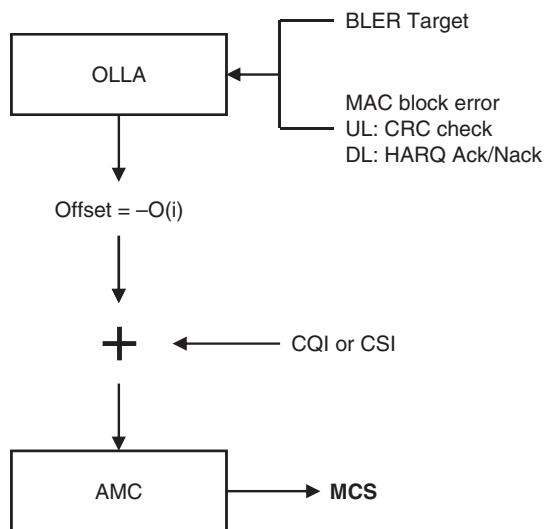 BLER Target
OLLA
MAC block error
UL: CRC check
DL: HARQ Ack/Nack
Offset = –O(i)
+
CQI or CSI
AMC
MCS